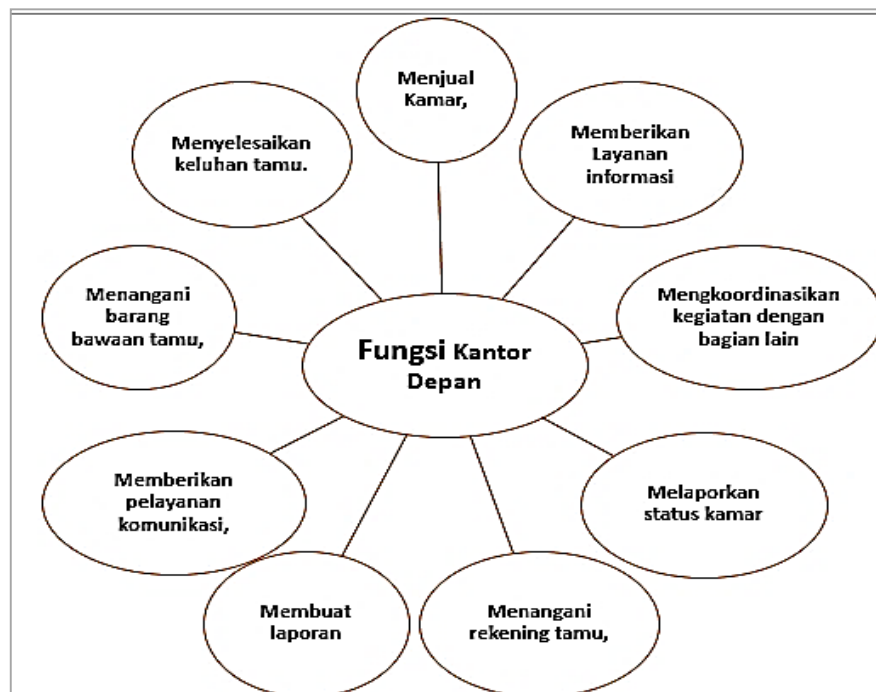 Menjual
Kamar,
Memberikan
Layanan
informasi
Mengkoordinasikan
kegiatan dengan
bagian lain
Melaporkan
status kamar
Menangani
rekening tamu,
Membuat
laporan
Memberikan
pelayanan
komunikasi,
Menangani
barang
bawaan tamu,
Menyelesaikan
keluhan tamu.
Fungsi Kantor
Depan